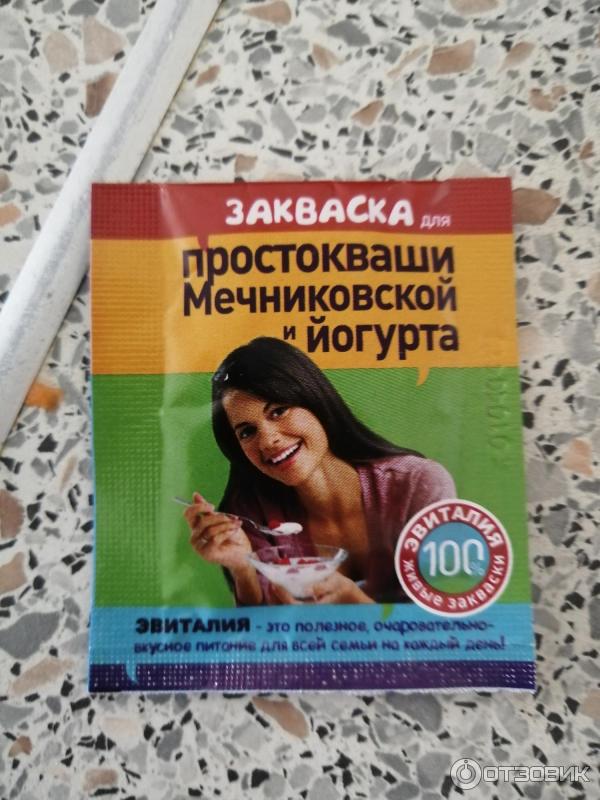 ЗАКВАСКА для
простокваши
Мечниковской
и йогурта
ЭВИТАЛИЯ
100%
живые закваски
ЭВИТАЛИЯ - это полезное, очаровательно-
вкусное питание для всей семьи на каждый день!
ОТЗОВИК